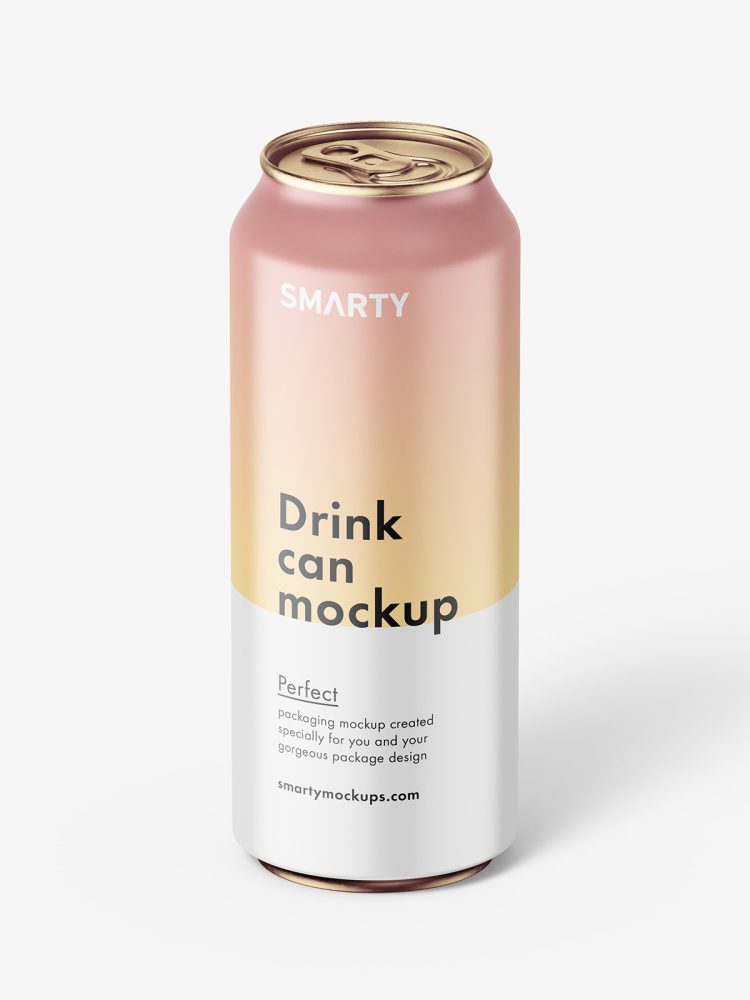 SMARTY
Drink
can
mockup
Perfect
packaging mockup created
specially for you and your
gorgeous package design
smartymockups.com